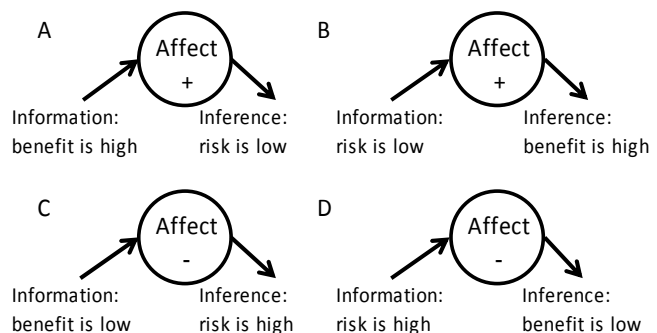 A
Affect
+
Information:
benefit is high
Inference:
risk is low
B
Affect
+
Information:
risk is low
Inference:
benefit is high
C
Affect
-
Information:
benefit is low
Inference:
risk is high
D
Affect
-
Information:
risk is high
Inference:
benefit is low